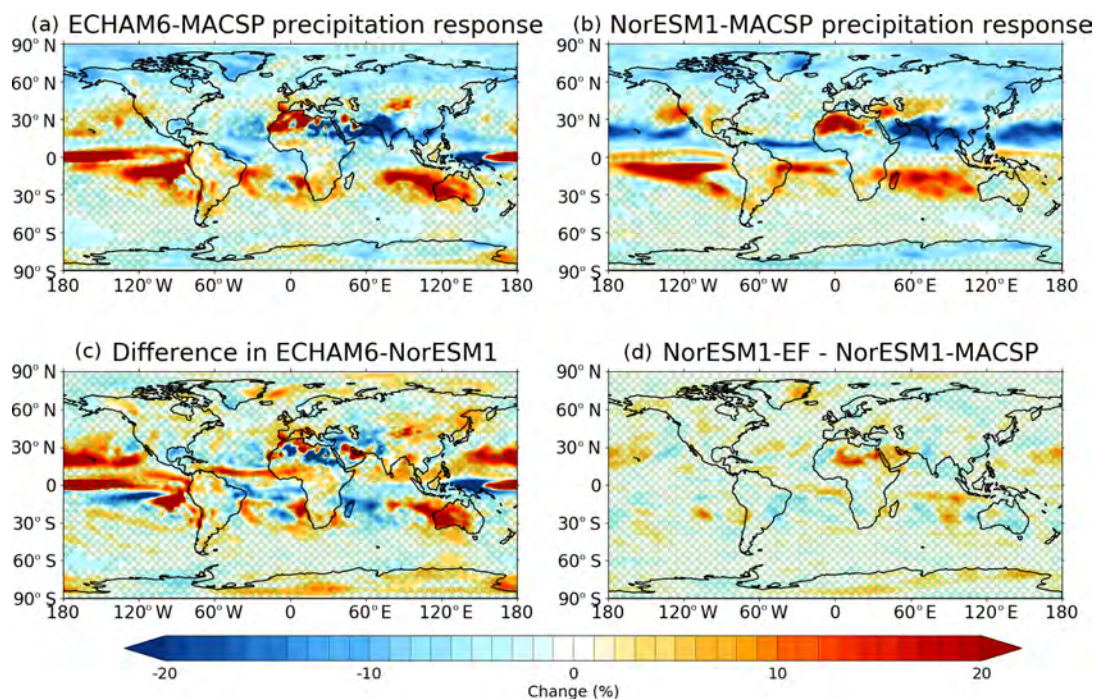 (a) ECHAM6-MACSP precipitation response
(b) NorESM1-MACSP precipitation response
90° N
60° N
30° N
0
30° S
60° S
90° S
180 120° W 60° W 0 60° E 120° E 180
90° N
60° N
30° N
0
30° S
60° S
90° S
180 120° W 60° W 0 60° E 120° E 180
(c) Difference in ECHAM6-NorESM1
(d) NorESM1-EF - NorESM1-MACSP
90° N
60° N
30° N
0
30° S
60° S
90° S
180 120° W 60° W 0 60° E 120° E 180
90° N
60° N
30° N
0
30° S
60° S
90° S
180 120° W 60° W 0 60° E 120° E 180
-20 -10 0 10 20
Change (%)